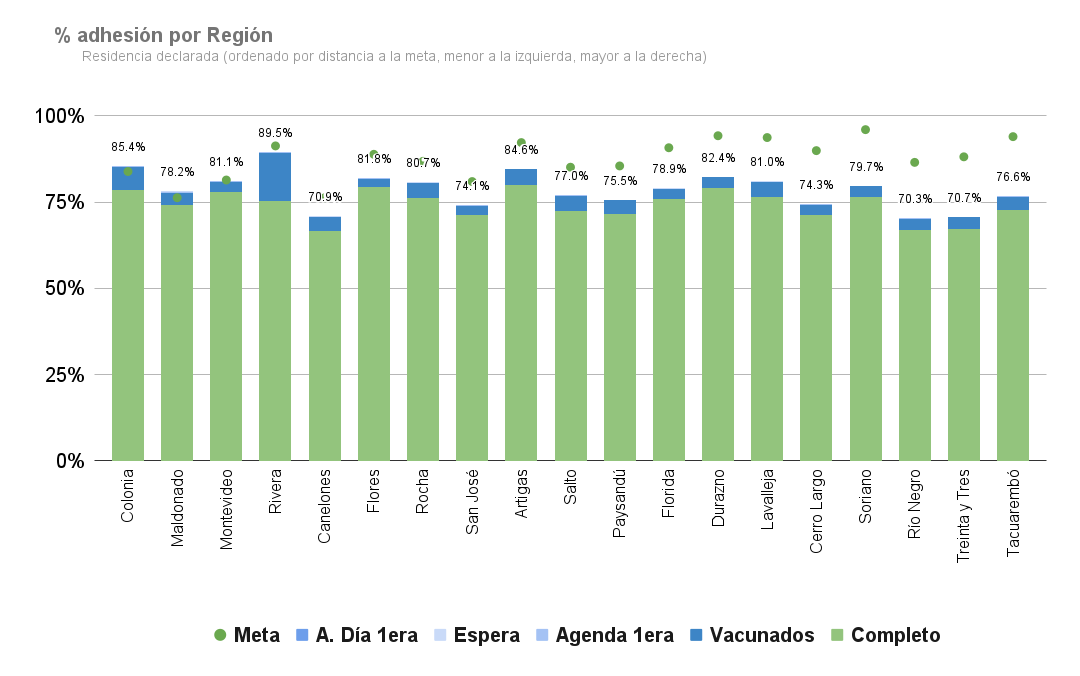 % adhesión por Región
Residencia declarada (ordenado por distancia a la meta, menor a la izquierda, mayor a la derecha)
100%
75%
50%
25%
0%
85.4%
78.2%
81.1%
89.5%
70.9%
81.8%
80.7%
74.1%
84.6%
77.0%
75.5%
78.9%
82.4%
81.0%
74.3%
79.7%
70.3%
70.7%
76.6%
Colonia
Maldonado
Montevideo
Rivera
Canelones
Flores
Rocha
San José
Artigas
Salto
Paysandú
Florida
Durazno
Lavalleja
Cerro Largo
Soriano
Río Negro
Treinta y Tres
Tacuarembó
Meta A. Día 1era Espera Agenda 1era Vacunados Completo